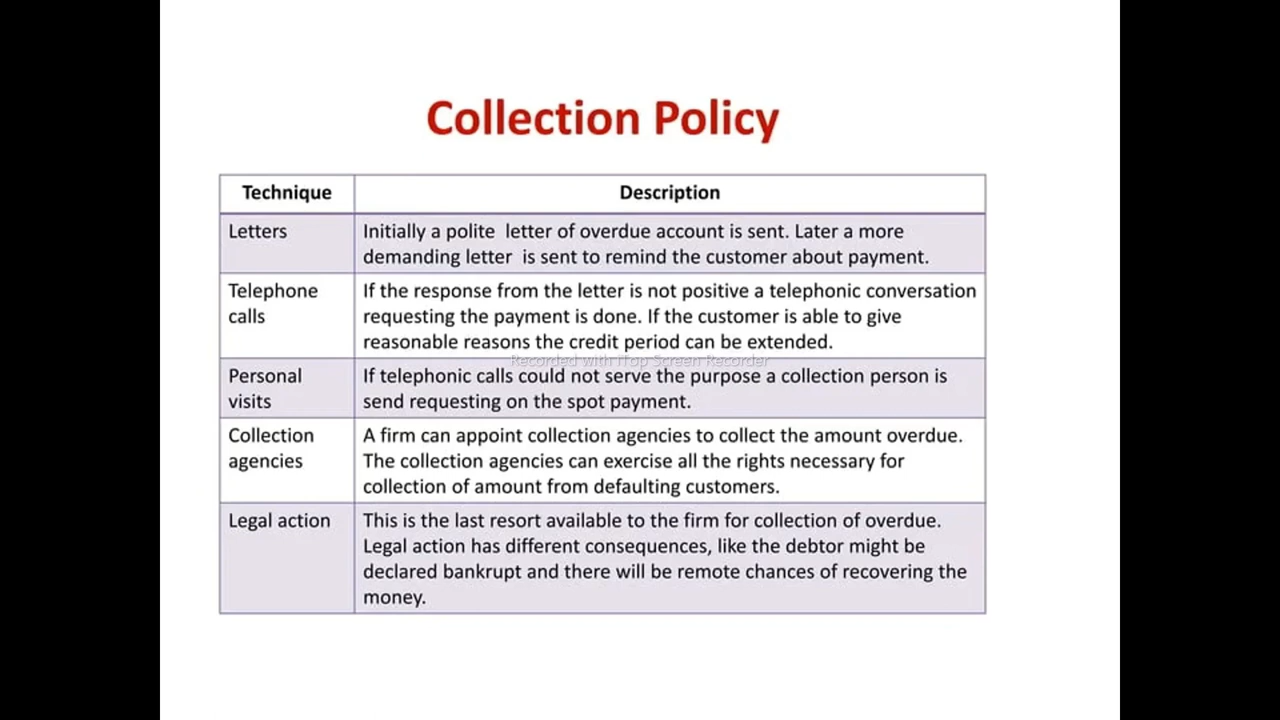 Collection Policy
Technique
Description
Letters
Initially a polite letter of overdue account is sent. Later a more
demanding letter is sent to remind the customer about payment.
Telephone
calls
If the response from the letter is not positive a telephonic conversation
requesting the payment is done. If the customer is able to give
reasonable reasons the credit period can be extended.
Recorded with iTop Screen Recorder
Personal
visits
If telephonic calls could not serve the purpose a collection person is
send requesting on the spot payment.
Collection
agencies
A firm can appoint collection agencies to collect the amount overdue.
The collection agencies can exercise all the rights necessary for
collection of amount from defaulting customers.
Legal action
This is the last resort available to the firm for collection of overdue.
Legal action has different consequences, like the debtor might be
declared bankrupt and there will be remote chances of recovering the
money.